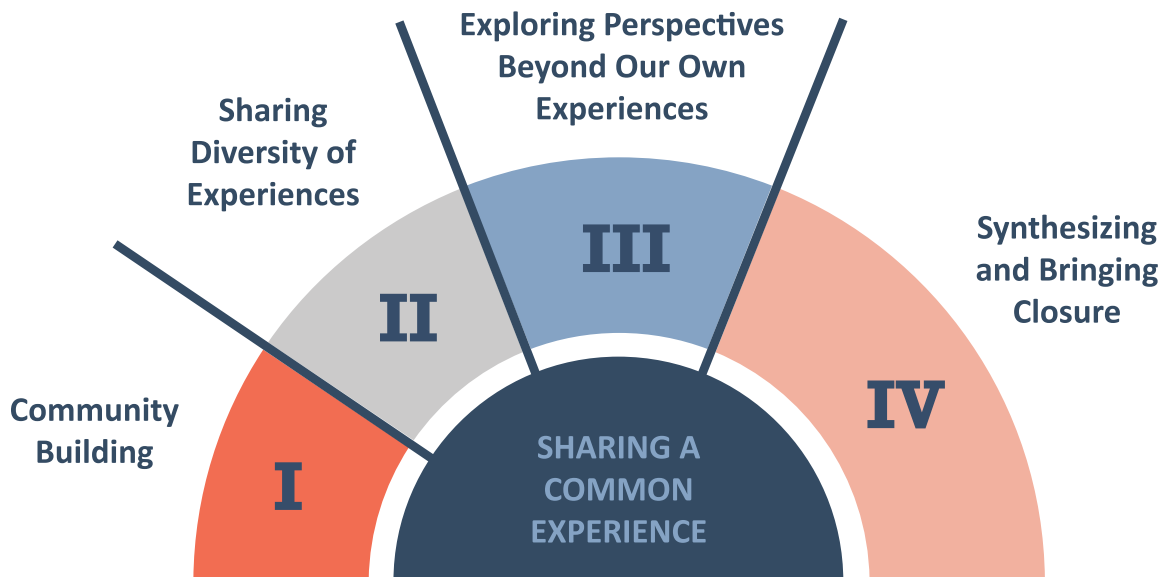 Community
Building
I
Sharing
Diversity of
Experiences
II
Exploring Perspectives
Beyond Our Own
Experiences
III
Synthesizing
and Bringing
Closure
IV
SHARING A
COMMON
EXPERIENCE